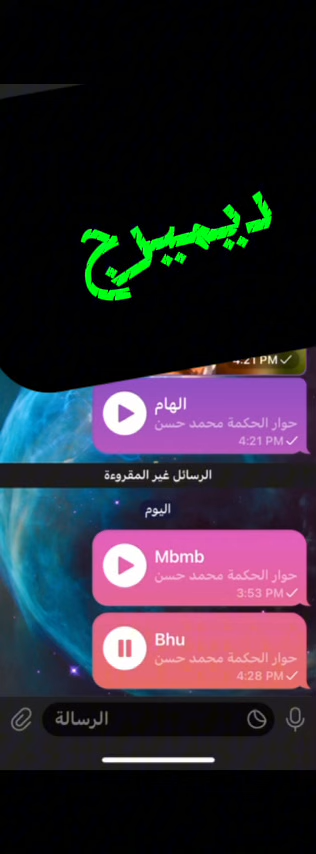 ديميرج
4:21 PM
الهام
حوار الحكمة محمد حسن
4:21 PM
الرسائل غير المقروءة
اليوم
Mbmb
حوار الحكمة محمد حسن
3:53 PM
Bhu
حوار الحكمة محمد حسن
4:28 PM
الرسالة